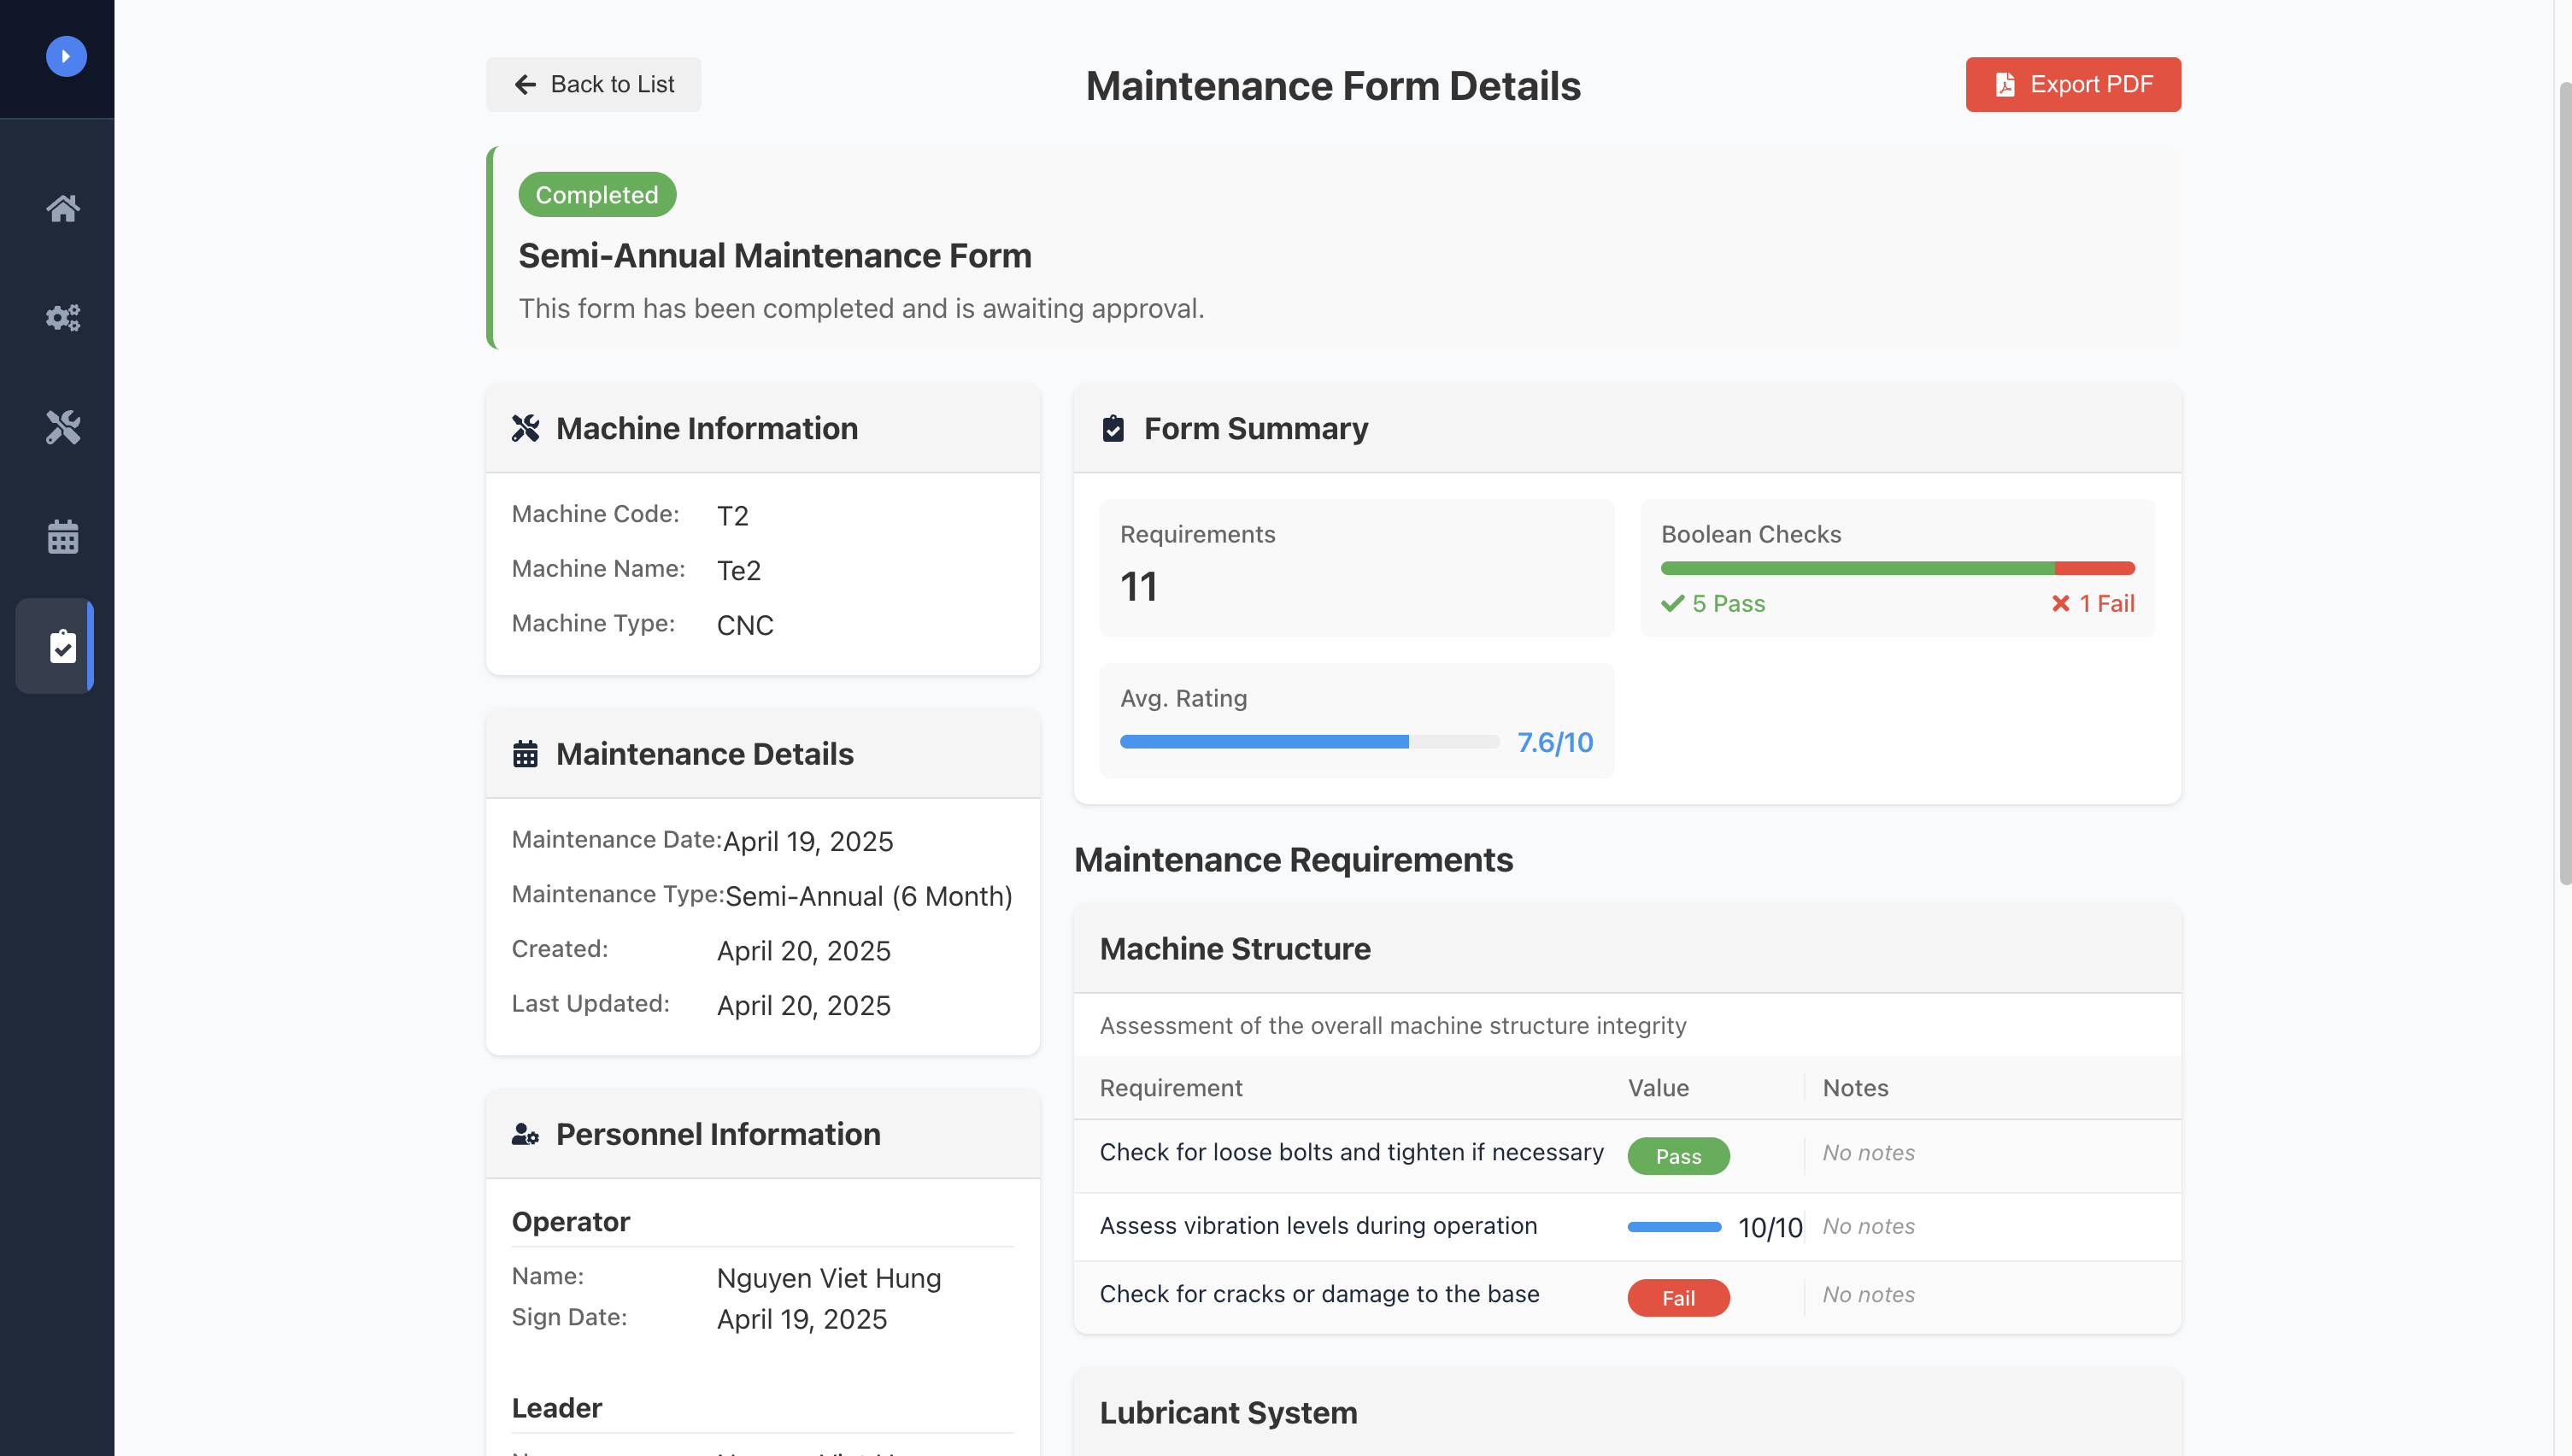 Back to List
Maintenance Form Details
Export PDF
Completed
Semi-Annual Maintenance Form
This form has been completed and is awaiting approval.
Machine Information
Machine Code: T2
Machine Name: Te2
Machine Type: CNC
Maintenance Details
Maintenance Date: April 19, 2025
Maintenance Type: Semi-Annual (6 Month)
Created: April 20, 2025
Last Updated: April 20, 2025
Personnel Information
Operator
Name: Nguyen Viet Hung
Sign Date: April 19, 2025
Leader
Form Summary
Requirements
11
Boolean Checks
5 Pass
1 Fail
Avg. Rating
7.6/10
Maintenance Requirements
Machine Structure
Assessment of the overall machine structure integrity
Requirement Value Notes
Check for loose bolts and tighten if necessary Pass No notes
Assess vibration levels during operation 10/10 No notes
Check for cracks or damage to the base Fail No notes
Lubricant System